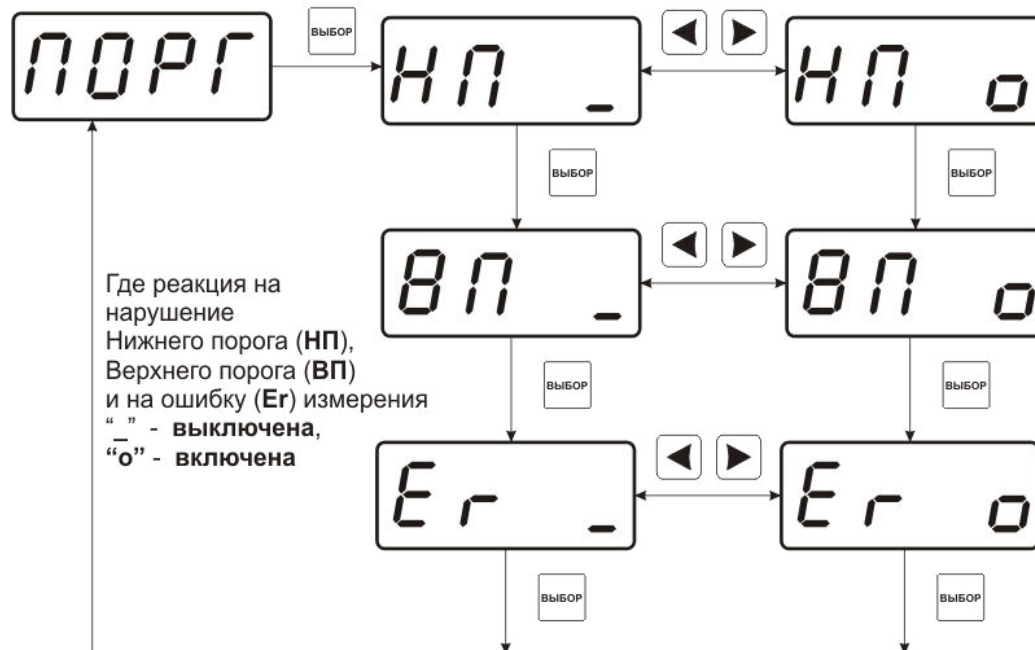 ВЫБОР
ПОРГ НП _ НП o
ВЫБОР ВЫБОР
ВП _ ВП o
Где реакция на
нарушение
Нижнего порога (НП),
Верхнего порога (ВП)
и на ошибку (Er) измерения
“_” - выключена,
“о” - включена
ВЫБОР ВЫБОР
Er _ Er o
ВЫБОР ВЫБОР